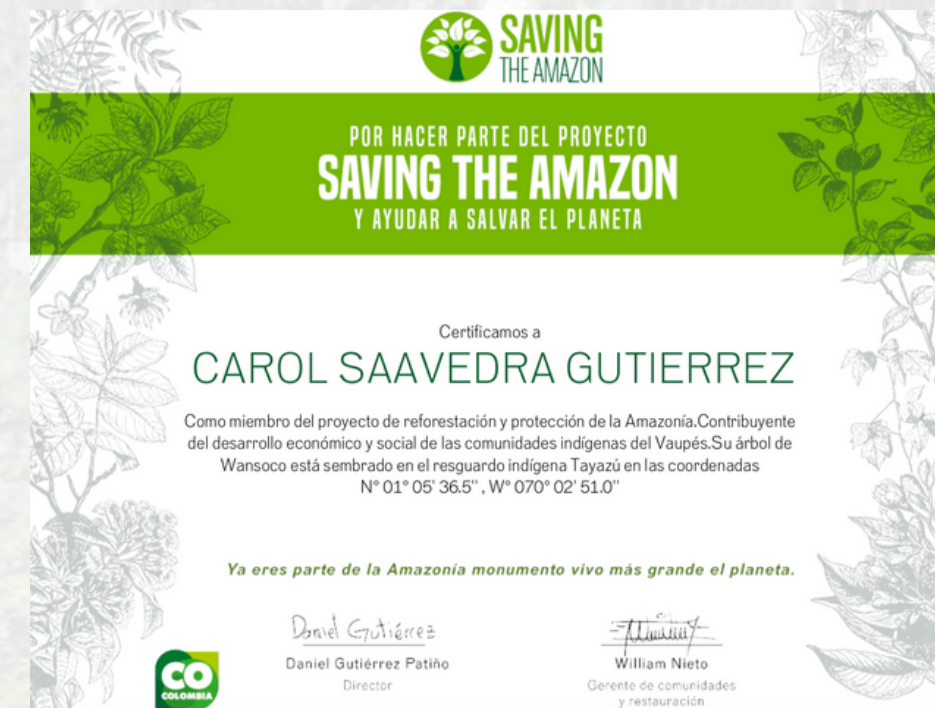 SAVING
THE AMAZON
POR HACER PARTE DEL PROYECTO
SAVING THE AMAZON
Y AYUDAR A SALVAR EL PLANETA
Certificamos a
CAROL SAAVEDRA GUTIERREZ
Como miembro del proyecto de reforestación y protección de la Amazonía.Contribuyente
del desarrollo económico y social de las comunidades indígenas del Vaupés.Su árbol de
Wansoco está sembrado en el resguardo indígena Tayazú en las coordenadas
N° 01° 05' 36.5'' , W° 070° 02' 51.0''
Ya eres parte de la Amazonía monumento vivo más grande el planeta.
Daniel Gutiérrez
Daniel Gutiérrez Patiño
Director
William Nieto
Gerente de comunidades
y restauración
CO
COLOMBIA